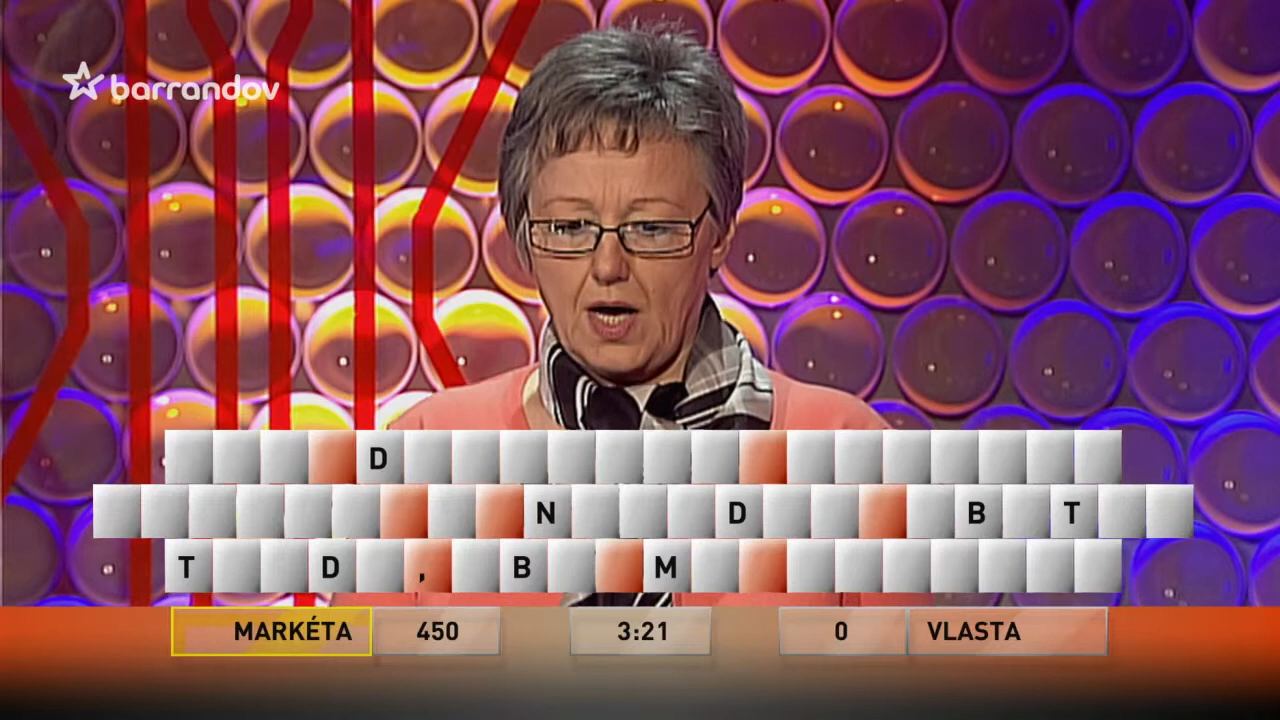 barrandov
D
N D B T
T D , B M
MARKÉTA 450 3:21 0 VLASTA